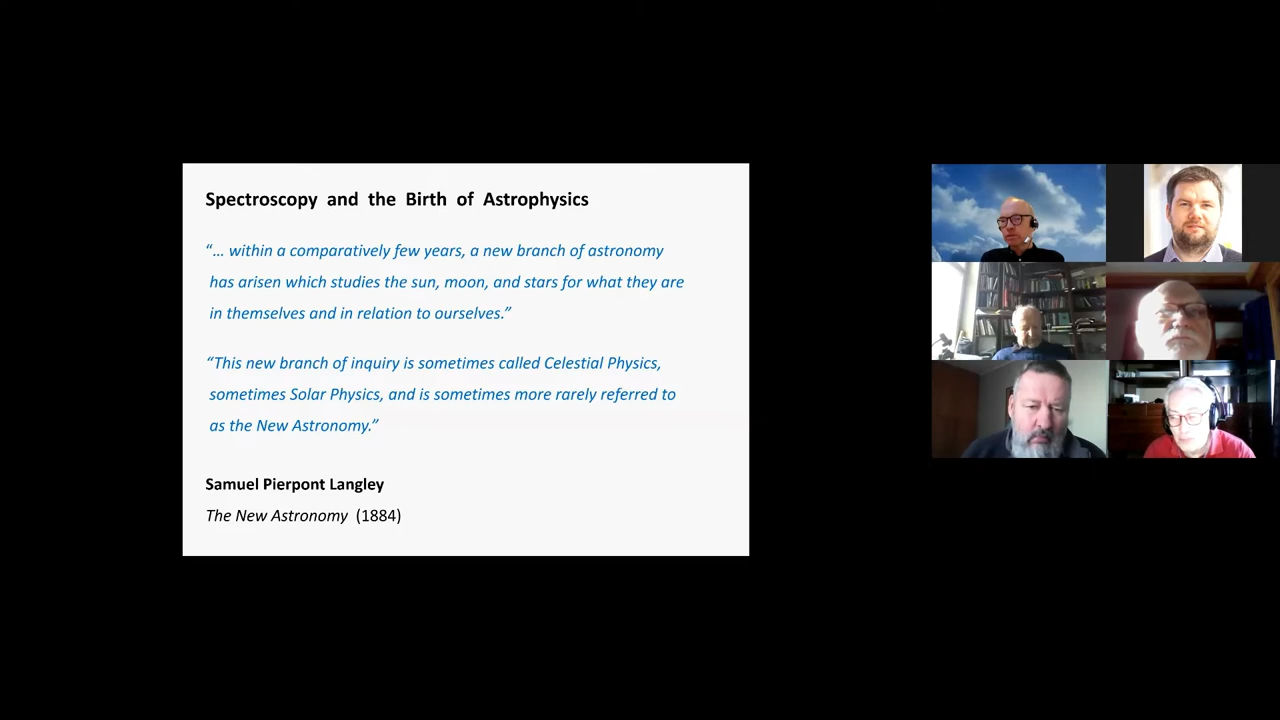 Spectroscopy and the Birth of Astrophysics
“... within a comparatively few years, a new branch of astronomy
has arisen which studies the sun, moon, and stars for what they are
in themselves and in relation to ourselves.”
“This new branch of inquiry is sometimes called Celestial Physics,
sometimes Solar Physics, and is sometimes more rarely referred to
as the New Astronomy.”
Samuel Pierpont Langley
The New Astronomy (1884)